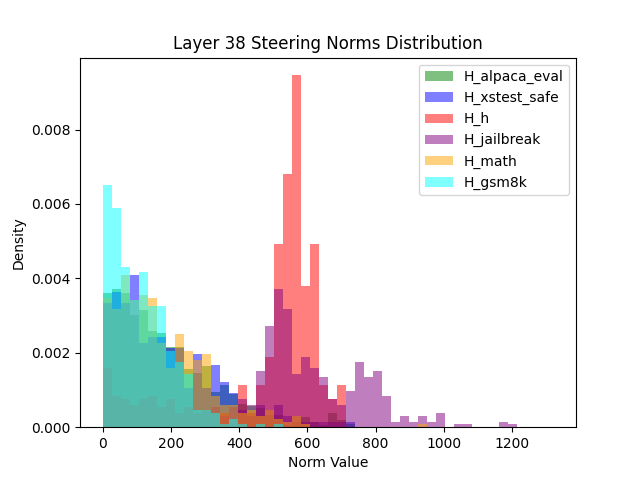 Layer 38 Steering Norms Distribution
H_alpaca_eval
H_xstest_safe
H_h
H_jailbreak
H_math
H_gsm8k
0.008
0.006
0.004
0.002
0.000
Density
0 200 400 600 800 1000 1200
Norm Value